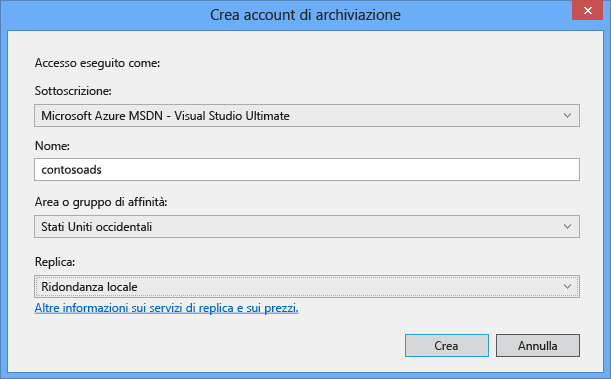 Crea account di archiviazione
Accesso eseguito come:
Sottoscrizione:
Microsoft Azure MSDN - Visual Studio Ultimate
Nome:
contosoads
Area o gruppo di affinità:
Stati Uniti occidentali
Replica:
Ridondanza locale
Altre informazioni sui servizi di replica e sui prezzi.
Crea Annulla